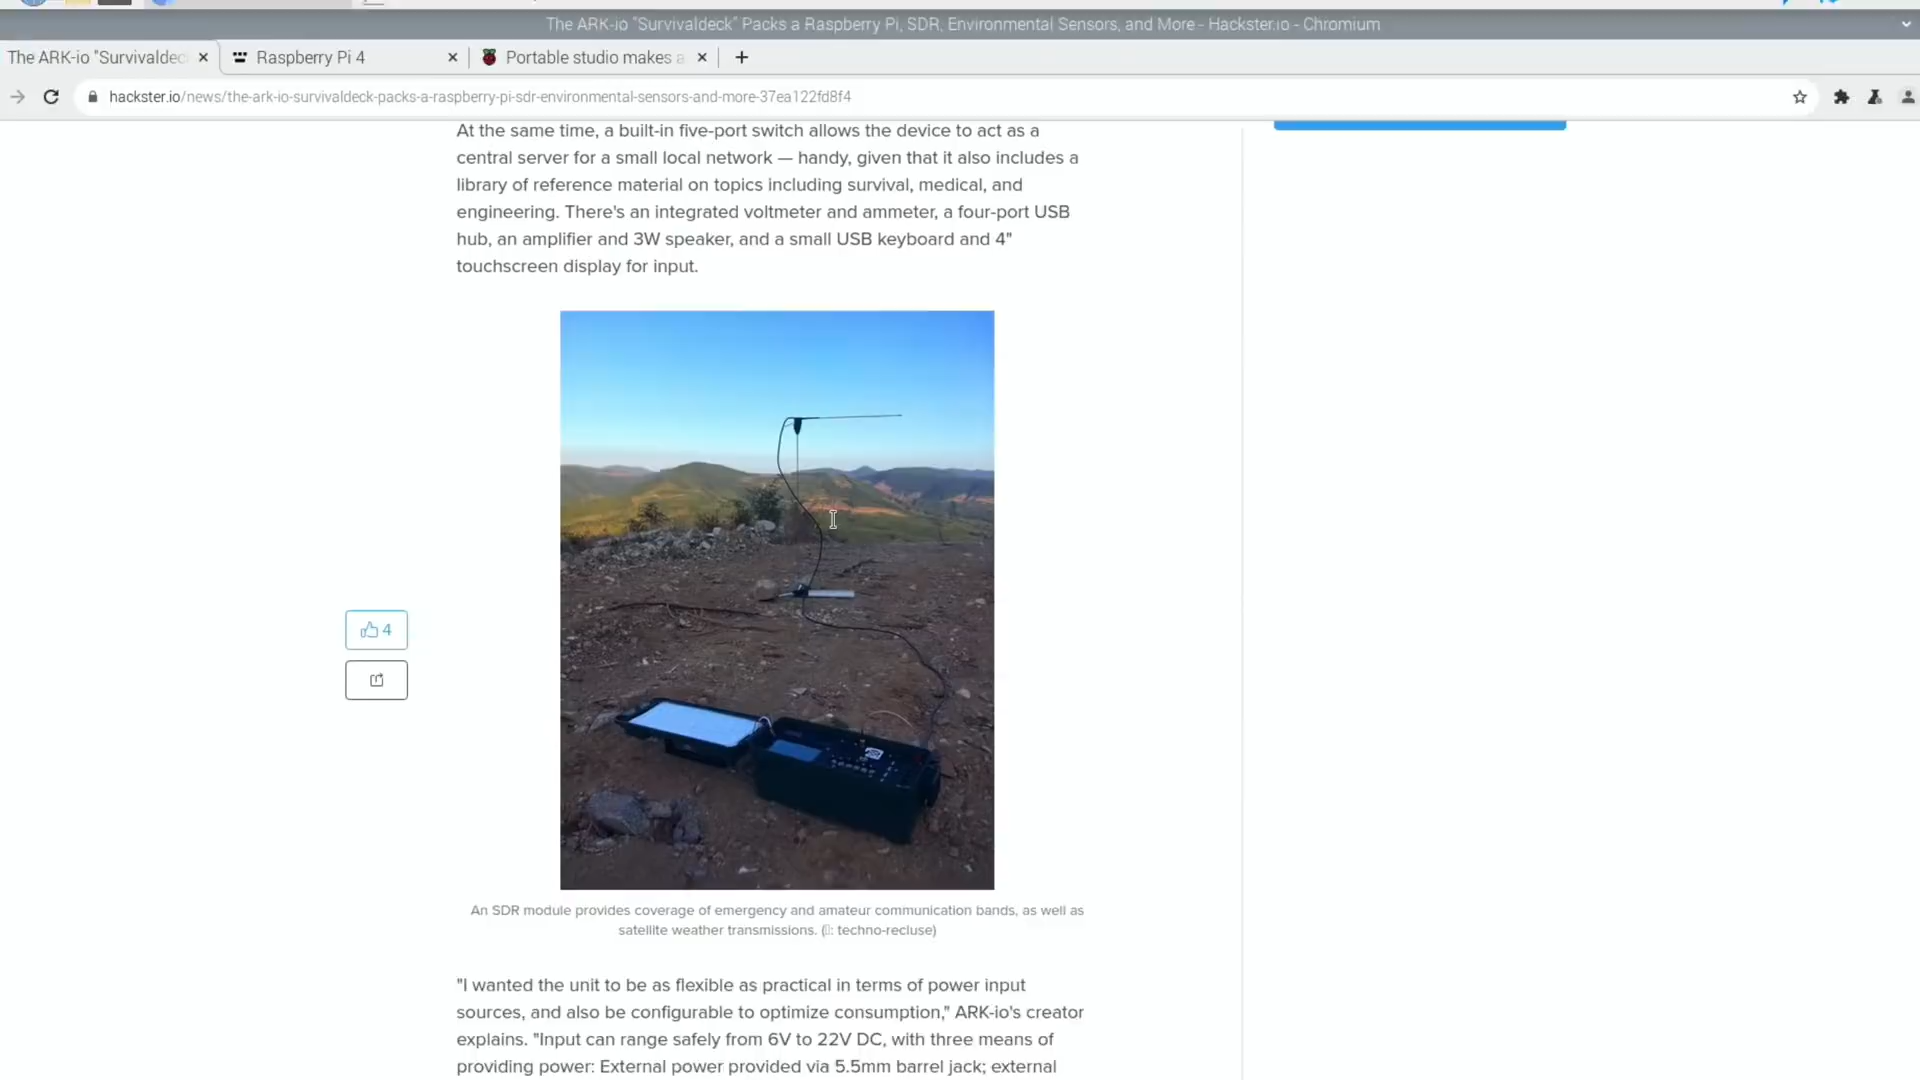 The ARK-io "Survivaldeck" Packs a Raspberry Pi, SDR, Environmental Sensors, and More - Hackster.io - Chromium
The ARK-io "Survivaldec
Raspberry Pi 4
Portable studio makes a
hackster.io/news/the-ark-io-survivaldeck-packs-a-raspberry-pi-sdr-environmental-sensors-and-more-37ea122fd8f4
At the same time, a built-in five-port switch allows the device to act as a
central server for a small local network — handy, given that it also includes a
library of reference material on topics including survival, medical, and
engineering. There's an integrated voltmeter and ammeter, a four-port USB
hub, an amplifier and 3W speaker, and a small USB keyboard and 4"
touchscreen display for input.
4
An SDR module provides coverage of emergency and amateur communication bands, as well as
satellite weather transmissions. (▯: techno-recluse)
"I wanted the unit to be as flexible as practical in terms of power input
sources, and also be configurable to optimize consumption," ARK-io's creator
explains. "Input can range safely from 6V to 22V DC, with three means of
providing power: External power provided via 5.5mm barrel jack; external